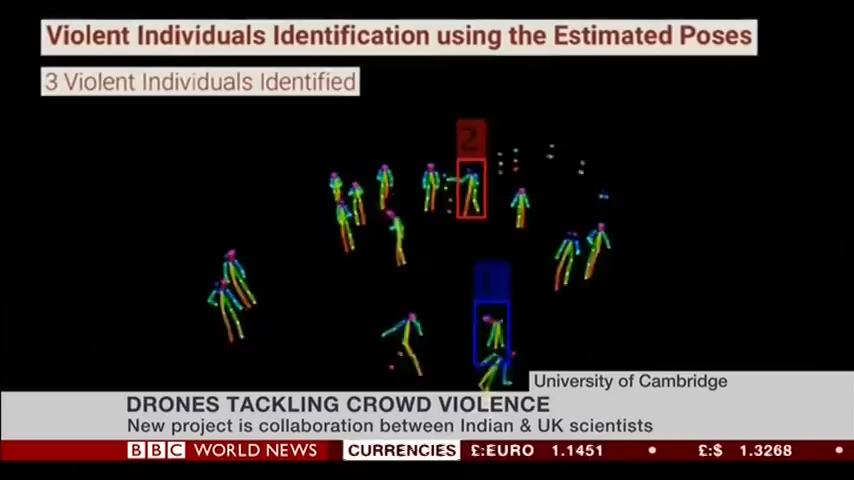 Violent Individuals Identification using the Estimated Poses
3 Violent Individuals Identified
2
1
University of Cambridge
DRONES TACKLING CROWD VIOLENCE
New project is collaboration between Indian & UK scientists
BBC WORLD NEWS CURRENCIES £:EURO 1.1451 £:$ 1.3268